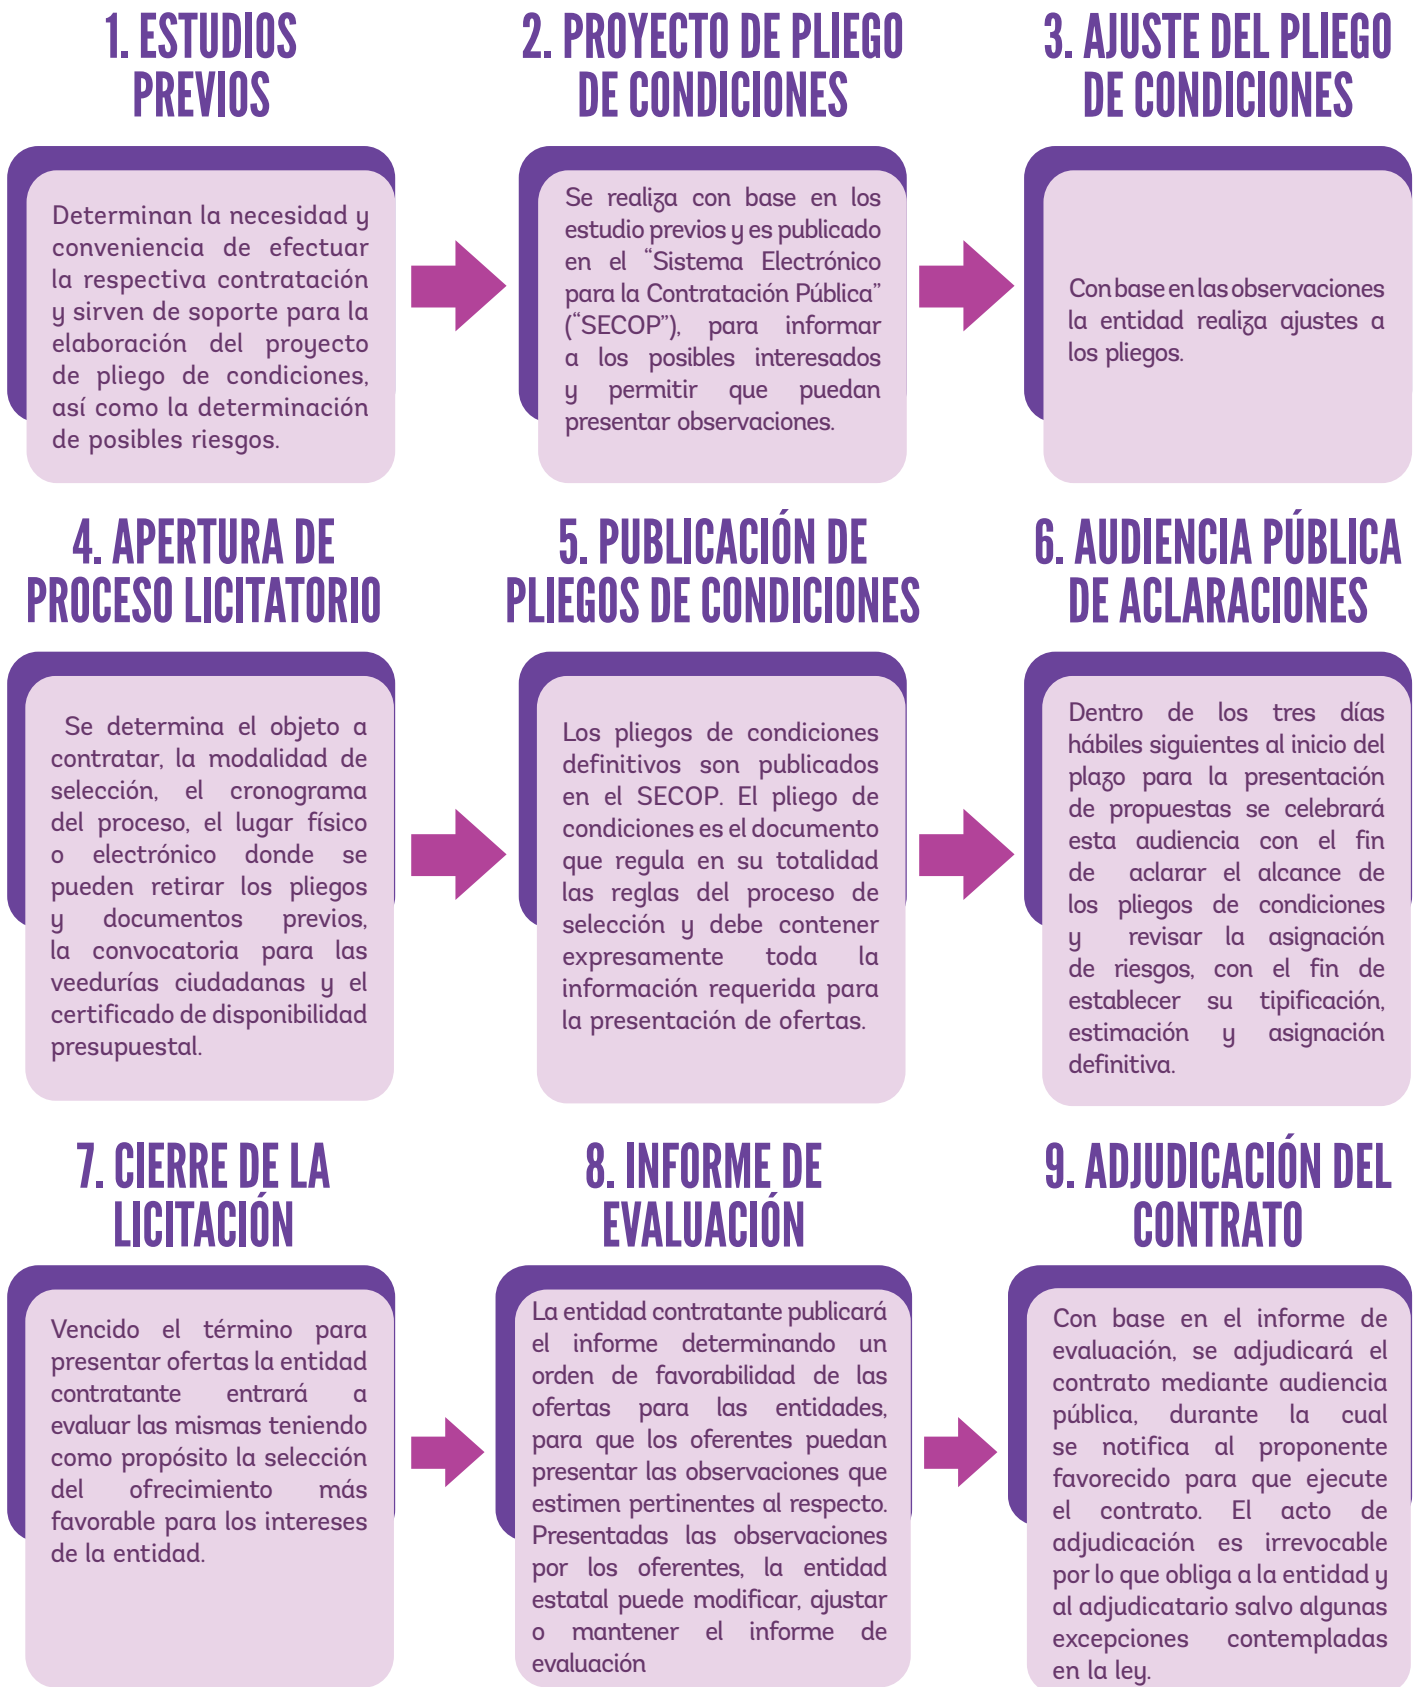 1. ESTUDIOS
PREVIOS
Determinan la necesidad y
conveniencia de efectuar
la respectiva contratación
y sirven de soporte para la
elaboración del proyecto
de pliego de condiciones,
así como la determinación
de posibles riesgos.
2. PROYECTO DE PLIEGO
DE CONDICIONES
Se realiza con base en los
estudio previos y es publicado
en el “Sistema Electrónico
para la Contratación Pública”
(“SECOP”), para informar
a los posibles interesados
y permitir que puedan
presentar observaciones.
3. AJUSTE DEL PLIEGO
DE CONDICIONES
Con base en las observaciones
la entidad realiza ajustes a
los pliegos.
4. APERTURA DE
PROCESO LICITATORIO
Se determina el objeto a
contratar, la modalidad de
selección, el cronograma
del proceso, el lugar físico
o electrónico donde se
pueden retirar los pliegos
y documentos previos,
la convocatoria para las
veedurías ciudadanas y el
certificado de disponibilidad
presupuestal.
5. PUBLICACIÓN DE
PLIEGOS DE CONDICIONES
Los pliegos de condiciones
definitivos son publicados
en el SECOP. El pliego de
condiciones es el documento
que regula en su totalidad
las reglas del proceso de
selección y debe contener
expresamente toda la
información requerida para
la presentación de ofertas.
6. AUDIENCIA PÚBLICA
DE ACLARACIONES
Dentro de los tres días
hábiles siguientes al inicio del
plazo para la presentación
de propuestas se celebrará
esta audiencia con el fin
de aclarar el alcance de
los pliegos de condiciones
y revisar la asignación
de riesgos, con el fin de
establecer su tipificación,
estimación y asignación
definitiva.
7. CIERRE DE LA
LICITACIÓN
Vencido el término para
presentar ofertas la entidad
contratante entrará a
evaluar las mismas teniendo
como propósito la selección
del ofrecimiento más
favorable para los intereses
de la entidad.
8. INFORME DE
EVALUACIÓN
La entidad contratante publicará
el informe determinando un
orden de favorabilidad de las
ofertas para las entidades,
para que los oferentes puedan
presentar las observaciones que
estimen pertinentes al respecto.
Presentadas las observaciones
por los oferentes, la entidad
estatal puede modificar, ajustar
o mantener el informe de
evaluación
9. ADJUDICACIÓN DEL
CONTRATO
Con base en el informe de
evaluación, se adjudicará el
contrato mediante audiencia
pública, durante la cual
se notifica al proponente
favorecido para que ejecute
el contrato. El acto de
adjudicación es irrevocable
por lo que obliga a la entidad y
al adjudicatario salvo algunas
excepciones contempladas
en la ley.